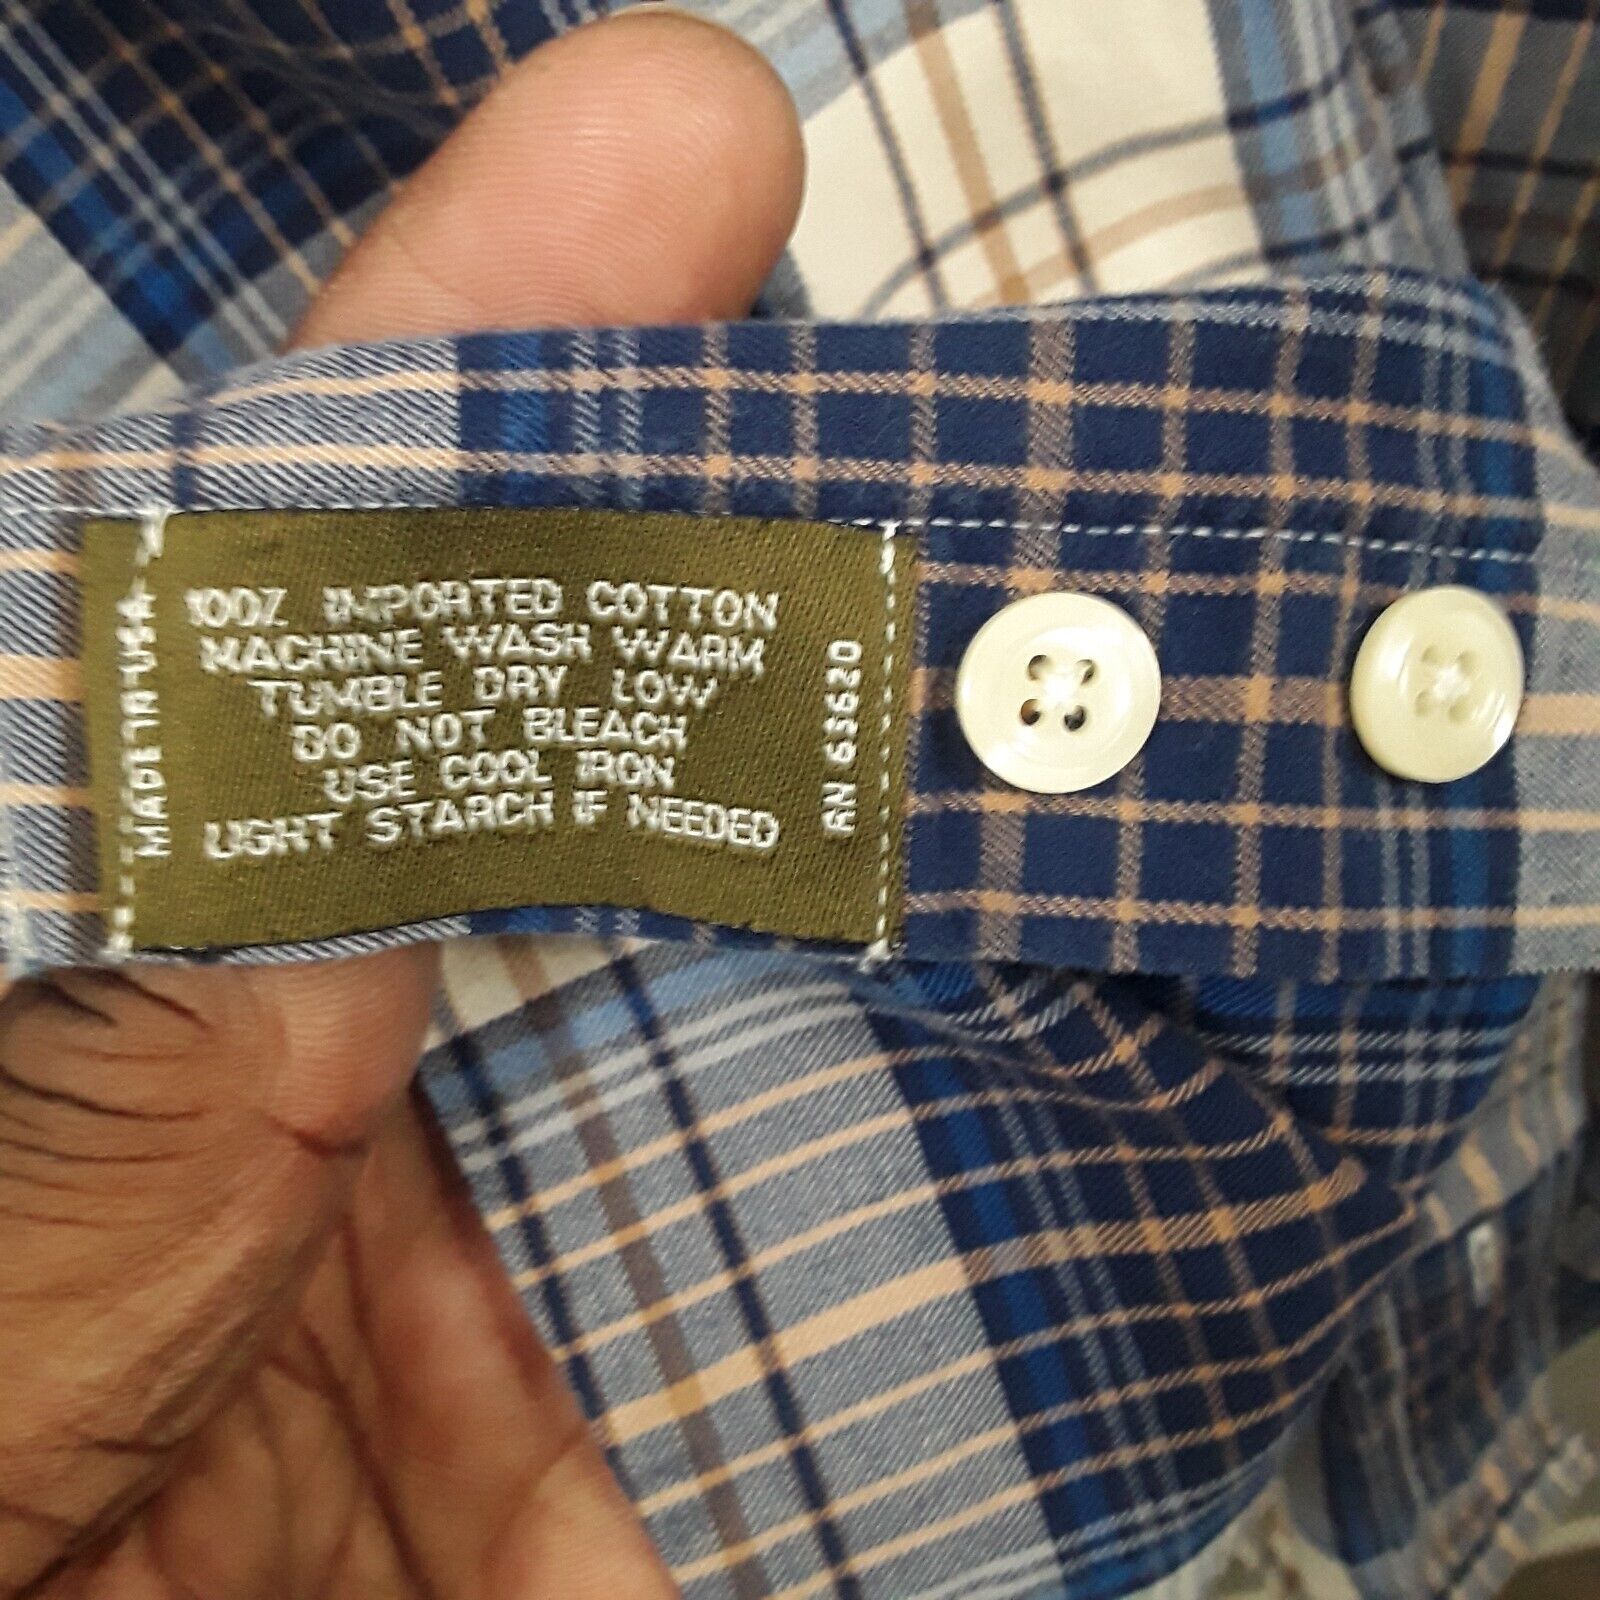 MADE IN USA
100% IMPORTED COTTON
MACHINE WASH WARM
TUMBLE DRY LOW
DO NOT BLEACH
USE COOL IRON
LIGHT STARCH IF NEEDED
RN 65620